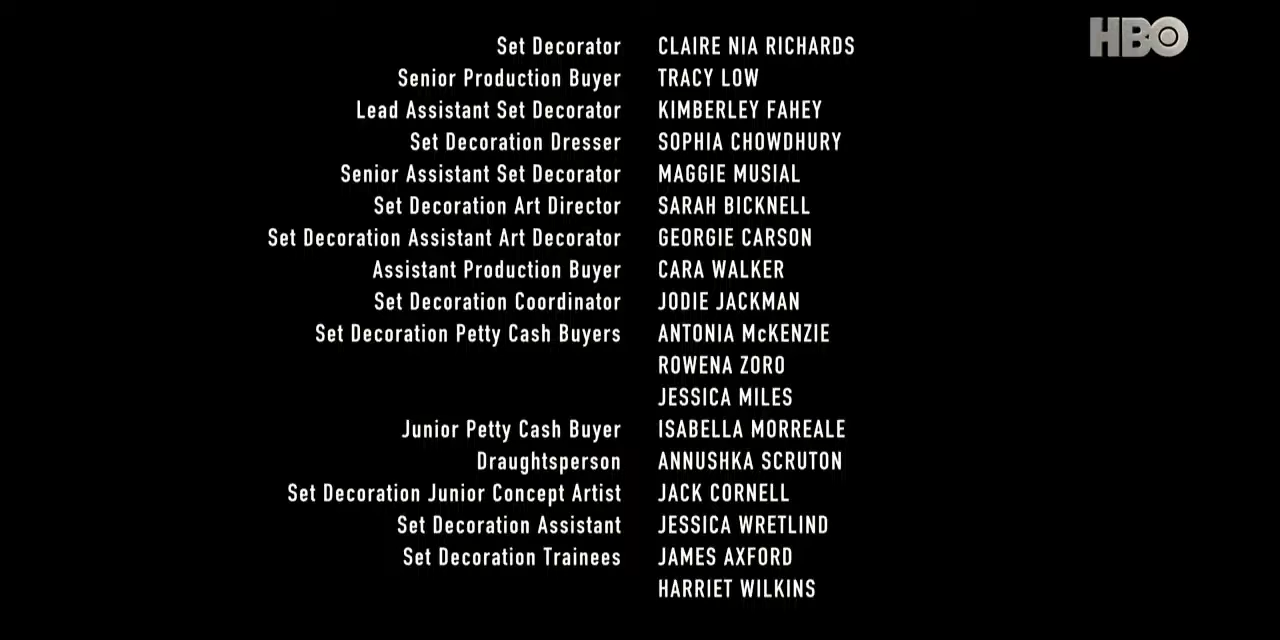 HBO
Set Decorator CLAIRE NIA RICHARDS
Senior Production Buyer TRACY LOW
Lead Assistant Set Decorator KIMBERLEY FAHEY
Set Decoration Dresser SOPHIA CHOWDHURY
Senior Assistant Set Decorator MAGGIE MUSIAL
Set Decoration Art Director SARAH BICKNELL
Set Decoration Assistant Art Decorator GEORGIE CARSON
Assistant Production Buyer CARA WALKER
Set Decoration Coordinator JODIE JACKMAN
Set Decoration Petty Cash Buyers ANTONIA McKENZIE
ROWENA ZORO
JESSICA MILES
Junior Petty Cash Buyer ISABELLA MORREALE
Draughtsperson ANNUSHKA SCRUTON
Set Decoration Junior Concept Artist JACK CORNELL
Set Decoration Assistant JESSICA WRETLIND
Set Decoration Trainees JAMES AXFORD
HARRIET WILKINS